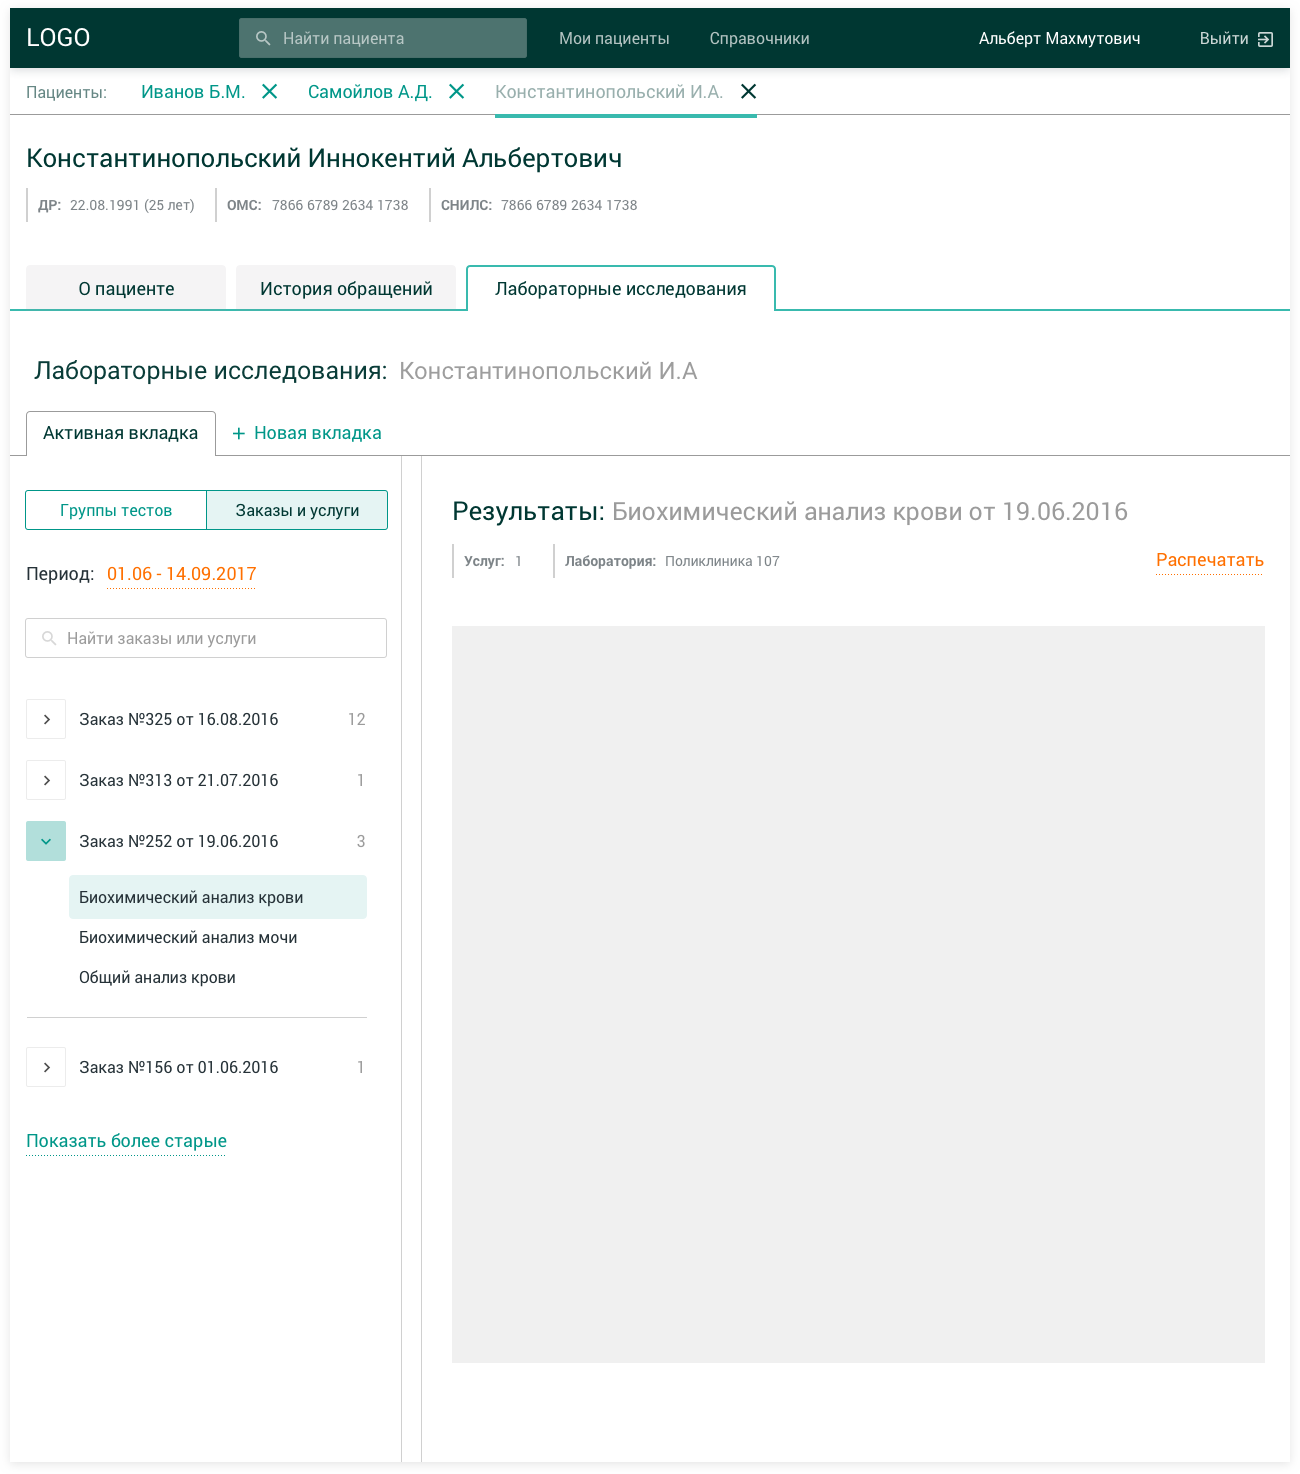 LOGO
Найти пациента
Мои пациенты
Справочники
Альберт Махмутович
Выйти
Пациенты:
Иванов Б.М.
Самойлов А.Д.
Константинопольский И.А.
Константинопольский Иннокентий Альбертович
ДР: 22.08.1991 (25 лет)
ОМС: 7866 6789 2634 1738
СНИЛС: 7866 6789 2634 1738
О пациенте
История обращений
Лабораторные исследования
Лабораторные исследования: Константинопольский И.А
Активная вкладка
+ Новая вкладка
Группы тестов
Заказы и услуги
Период: 01.06 - 14.09.2017
Найти заказы или услуги
Заказ №325 от 16.08.2016 12
Заказ №313 от 21.07.2016 1
Заказ №252 от 19.06.2016 3
Биохимический анализ крови
Биохимический анализ мочи
Общий анализ крови
Заказ №156 от 01.06.2016 1
Показать более старые
Результаты: Биохимический анализ крови от 19.06.2016
Услуг: 1
Лаборатория: Поликлиника 107
Распечатать